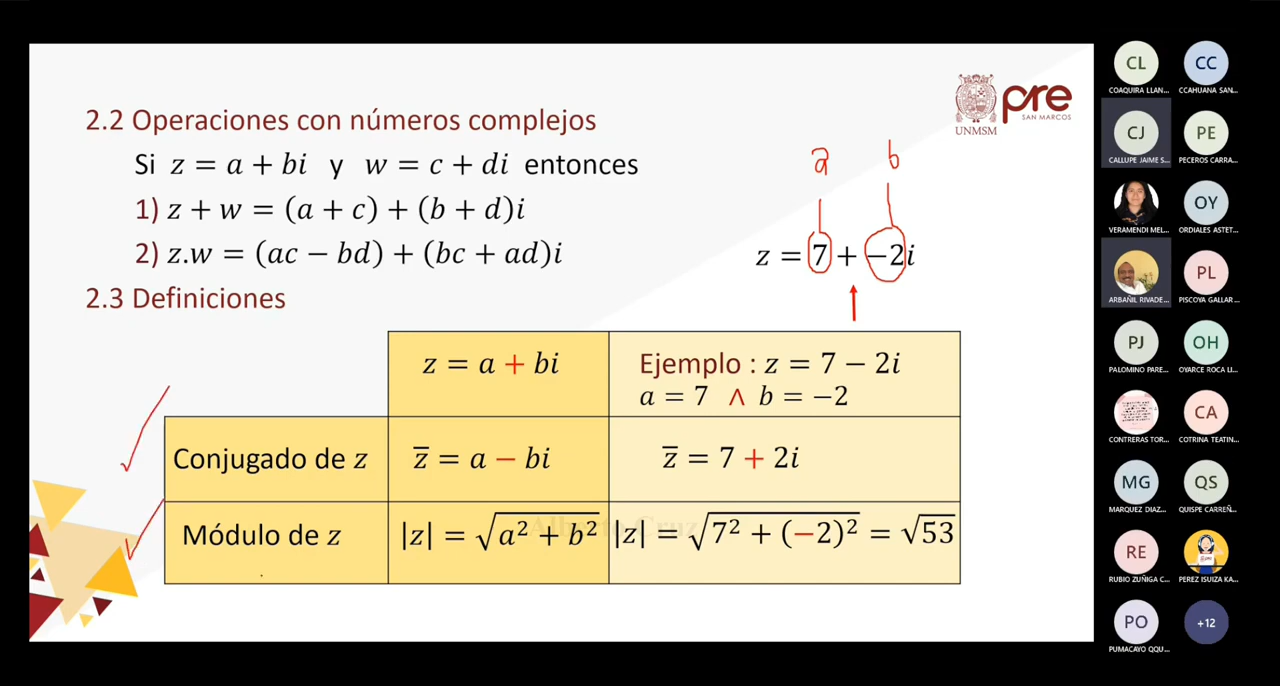 2.2 Operaciones con números complejos
Si z = a + bi y w = c + di entonces
1) z + w = (a + c) + (b + d)i
2) z.w = (ac − bd) + (bc + ad)i
2.3 Definiciones
UNMSM
pre
SAN MARCOS
a b
z = 7 + −2i
z = a + bi
Ejemplo : z = 7 − 2i
a = 7 ∧ b = −2
Conjugado de z
z̅ = a − bi
z̅ = 7 + 2i
Módulo de z
|z| = √(a² + b²)
|z| = √(7² + (−2)²) = √53
Alberto Cruz
CL
COAQUIRA LLAN...
CC
CCAHUANA SAN...
CJ
CALLUPE JAIME S...
PE
PECEROS CARRA...
VERAMENDI MEL...
OY
ORDIALES ASTET...
ARBAÑIL RIVADE...
PL
PISCOYA GALLAR...
PJ
PALOMINO PARE...
OH
OYARCE ROCA LI...
CONTRERAS TOR...
CA
COTRINA TEATIN...
MG
MARQUEZ DIAZ...
QS
QUISPE CARREÑ...
RE
RUBIO ZUÑIGA C...
PEREZ ISUIZA KA...
PO
PUMACAYO QQU...
+12